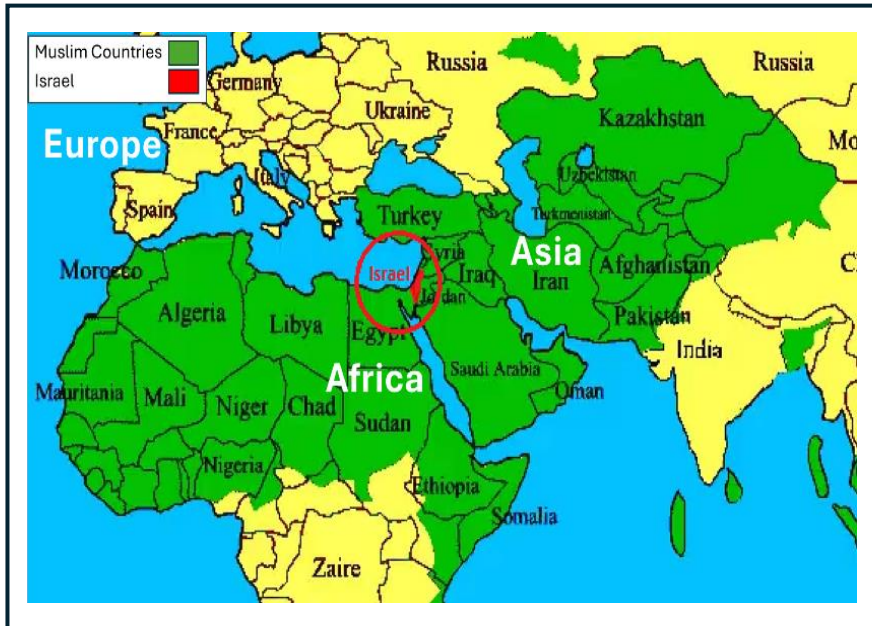 Muslim Countries
Israel
Russia
Russia
Germany
Kazakhstan
Ukraine
France
Europe
Mo
Uzbekistan
Italy
Spain
Turkmenistan
Turkey
Syria
Asia
Morocco
Israel
Iraq
Iran
Afghanistan
C
Jordan
Algeria
Libya
Egypt
Pakistan
India
Saudi Arabia
Africa
Mauritania
Mali
Niger
Chad
Oman
Sudan
Nigeria
Ethiopia
Somalia
Zaire